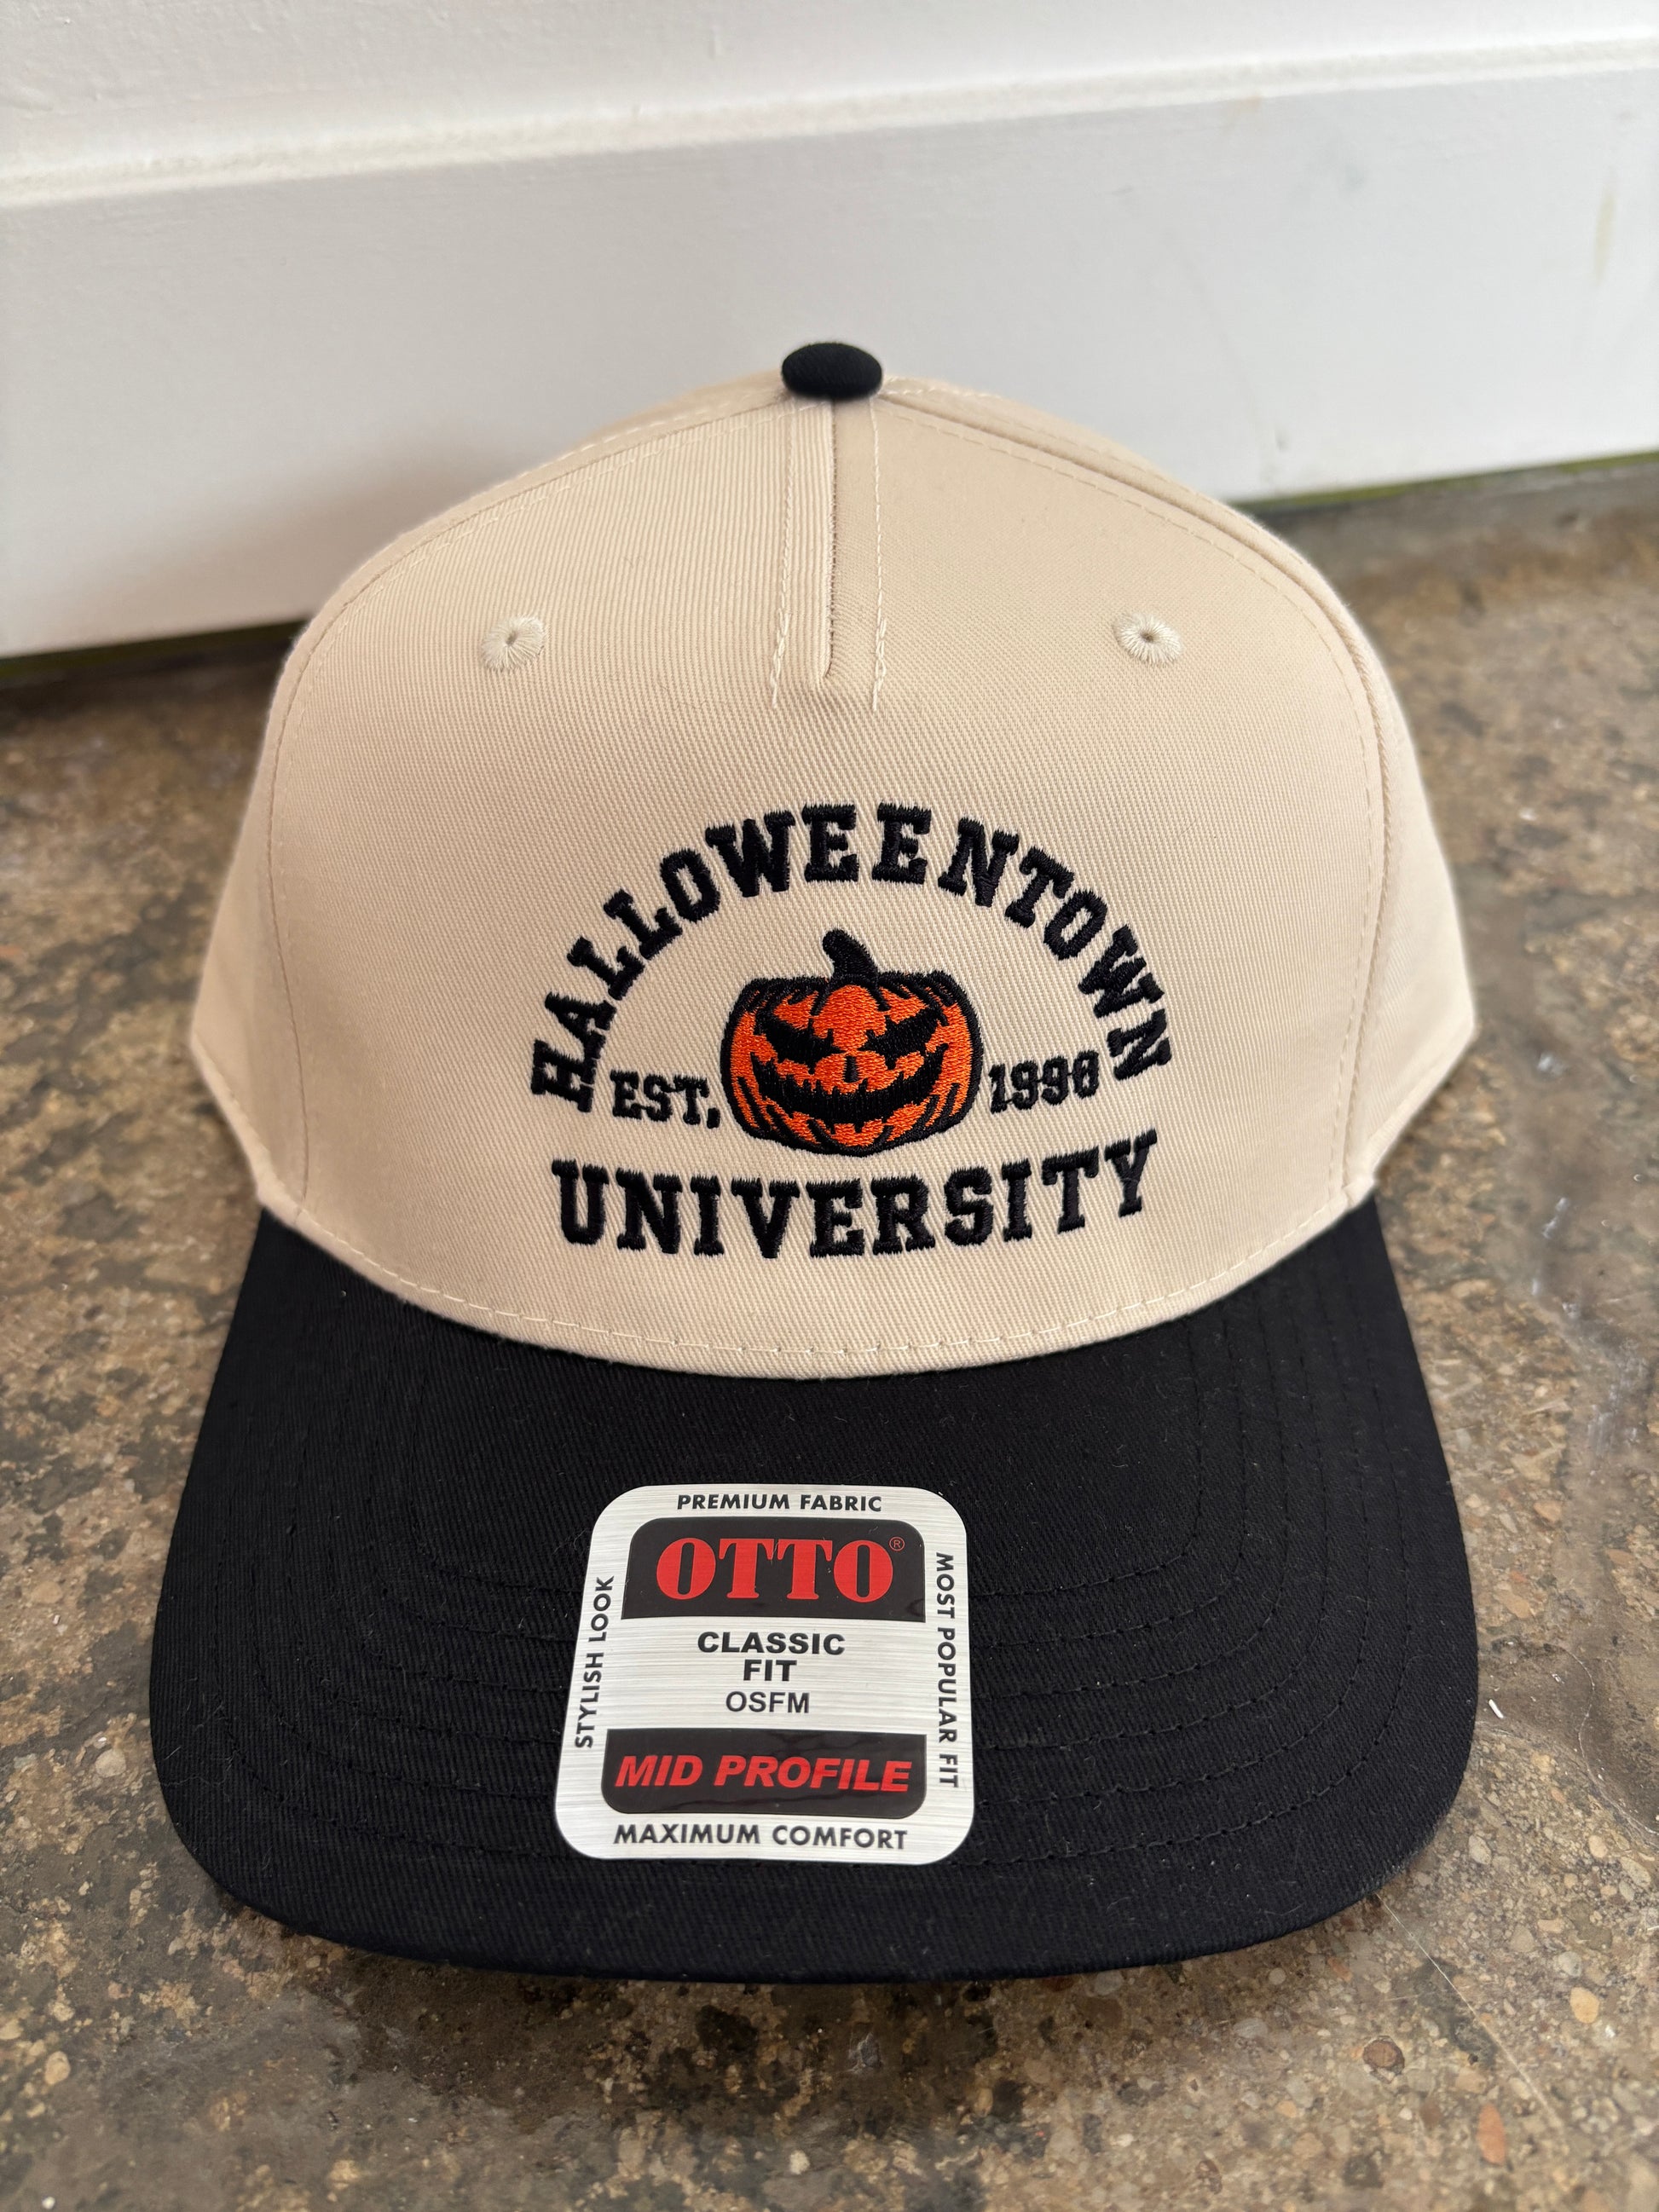 HALLOWEENTOWN
EST. 1998
UNIVERSITY
PREMIUM FABRIC
OTTO®
STYLISH LOOK
MOST POPULAR FIT
CLASSIC
FIT
OSFM
MID PROFILE
MAXIMUM COMFORT